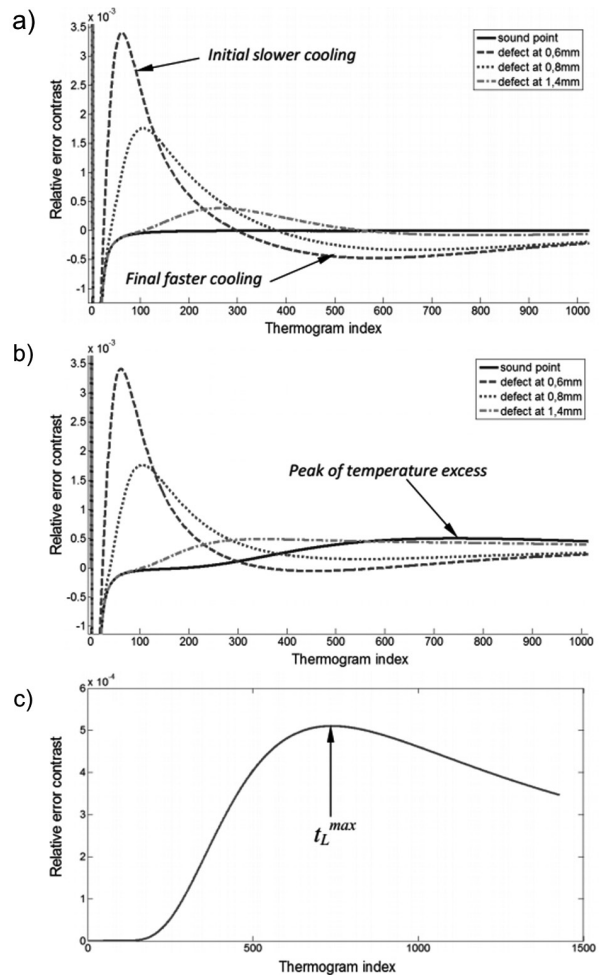 a)
x 10⁻³
3.5
3
2.5
2
1.5
1
0.5
0
-0.5
-1
Relative error contrast
Initial slower cooling
Final faster cooling
sound point
defect at 0,6mm
defect at 0,8mm
defect at 1,4mm
0 100 200 300 400 500 600 700 800 900 1000
Thermogram index
b)
x 10⁻³
3.5
3
2.5
2
1.5
1
0.5
0
-0.5
-1
Relative error contrast
sound point
defect at 0,6mm
defect at 0,8mm
defect at 1,4mm
Peak of temperature excess
0 100 200 300 400 500 600 700 800 900 1000
Thermogram index
c)
x 10⁻⁴
6
5
4
3
2
1
0
Relative error contrast
t_L^max
0 500 1000 1500
Thermogram index